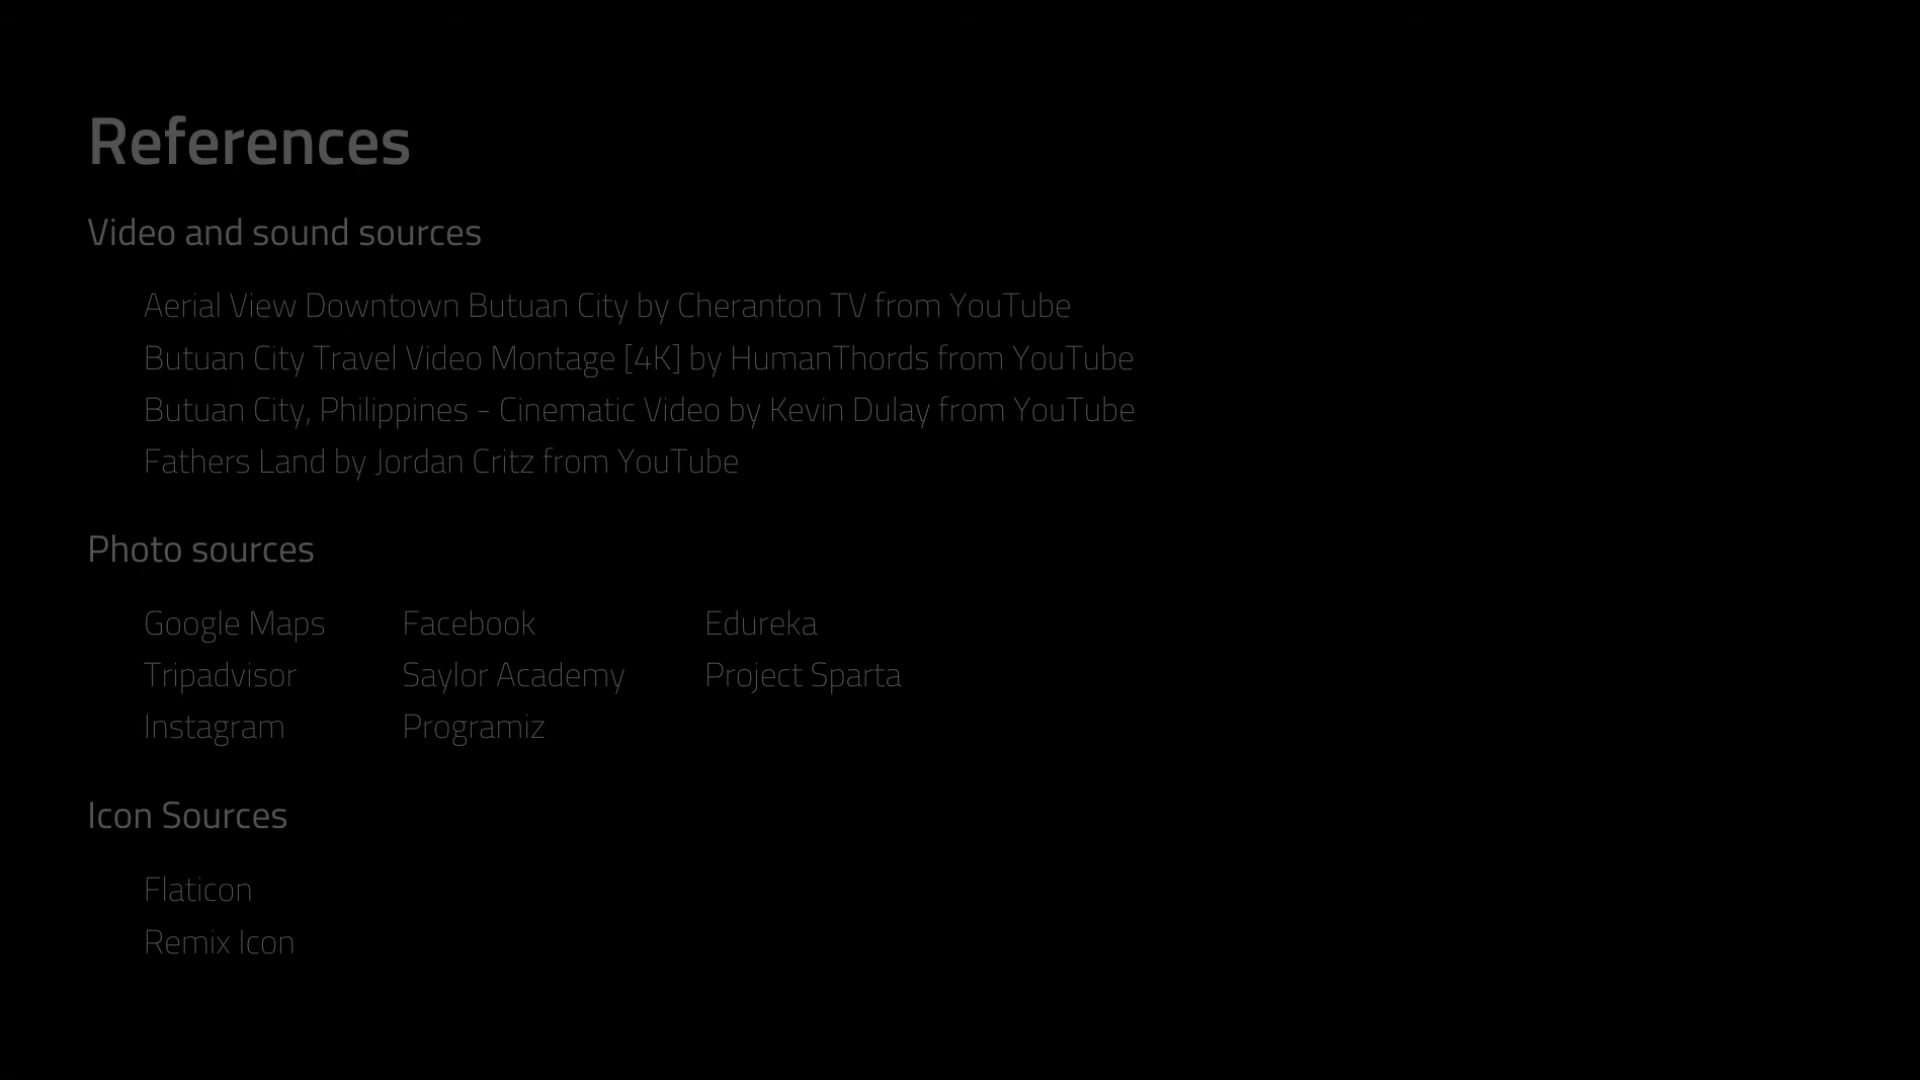 References
Video and sound sources
Aerial View Downtown Butuan City by Cheranton TV from YouTube
Butuan City Travel Video Montage [4K] by HumanThords from YouTube
Butuan City, Philippines - Cinematic Video by Kevin Dulay from YouTube
Fathers Land by Jordan Critz from YouTube
Photo sources
Google Maps Facebook Edureka
Tripadvisor Saylor Academy Project Sparta
Instagram Programiz
Icon Sources
Flaticon
Remix Icon